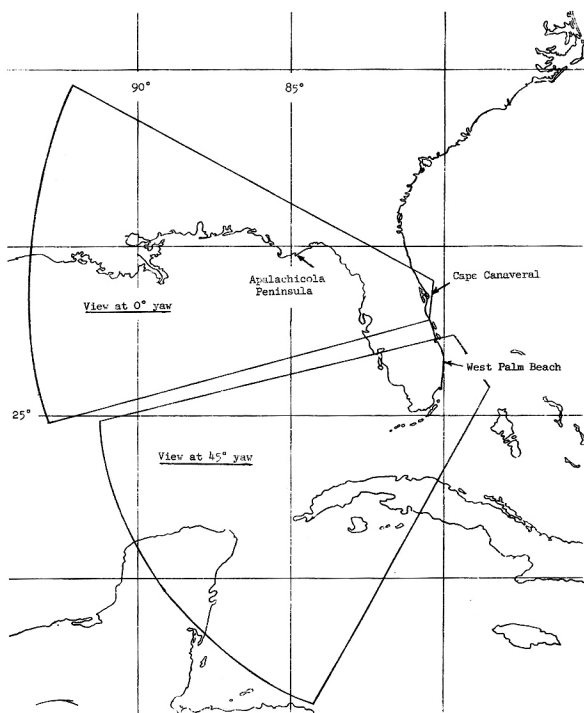 90°
85°
Apalachicola
Peninsula
Cape Canaveral
View at 0° yaw
West Palm Beach
25°
View at 45° yaw